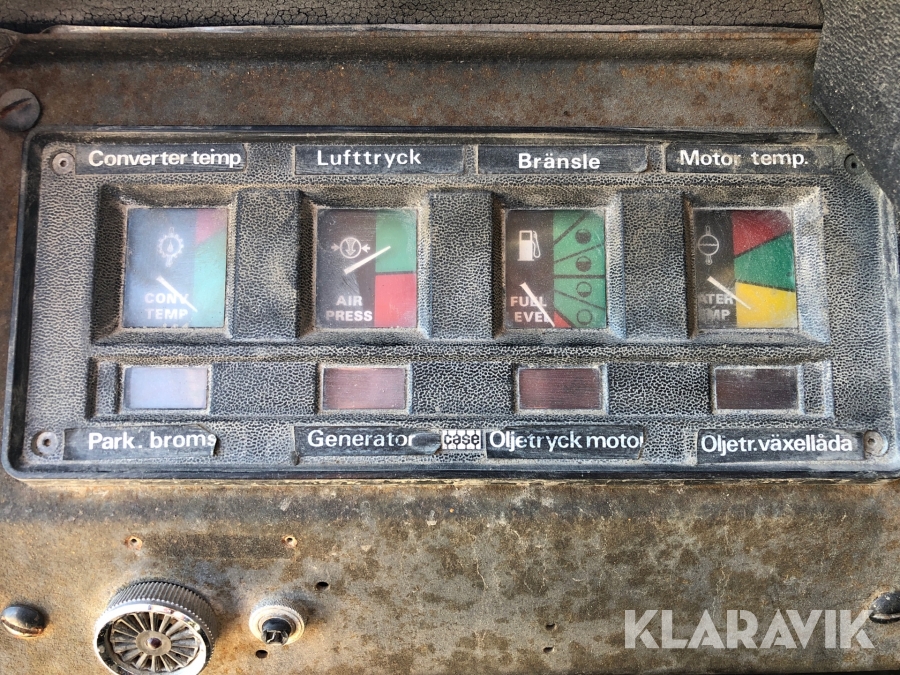 Converter temp
Lufttryck
Bränsle
Motor temp.
CONV
TEMP
AIR
PRESS
FUEL
EVEL
ATER
MP
Park. broms
Generator
case
Oljetryck motor
Oljetr.växellåda
KLARAVIK